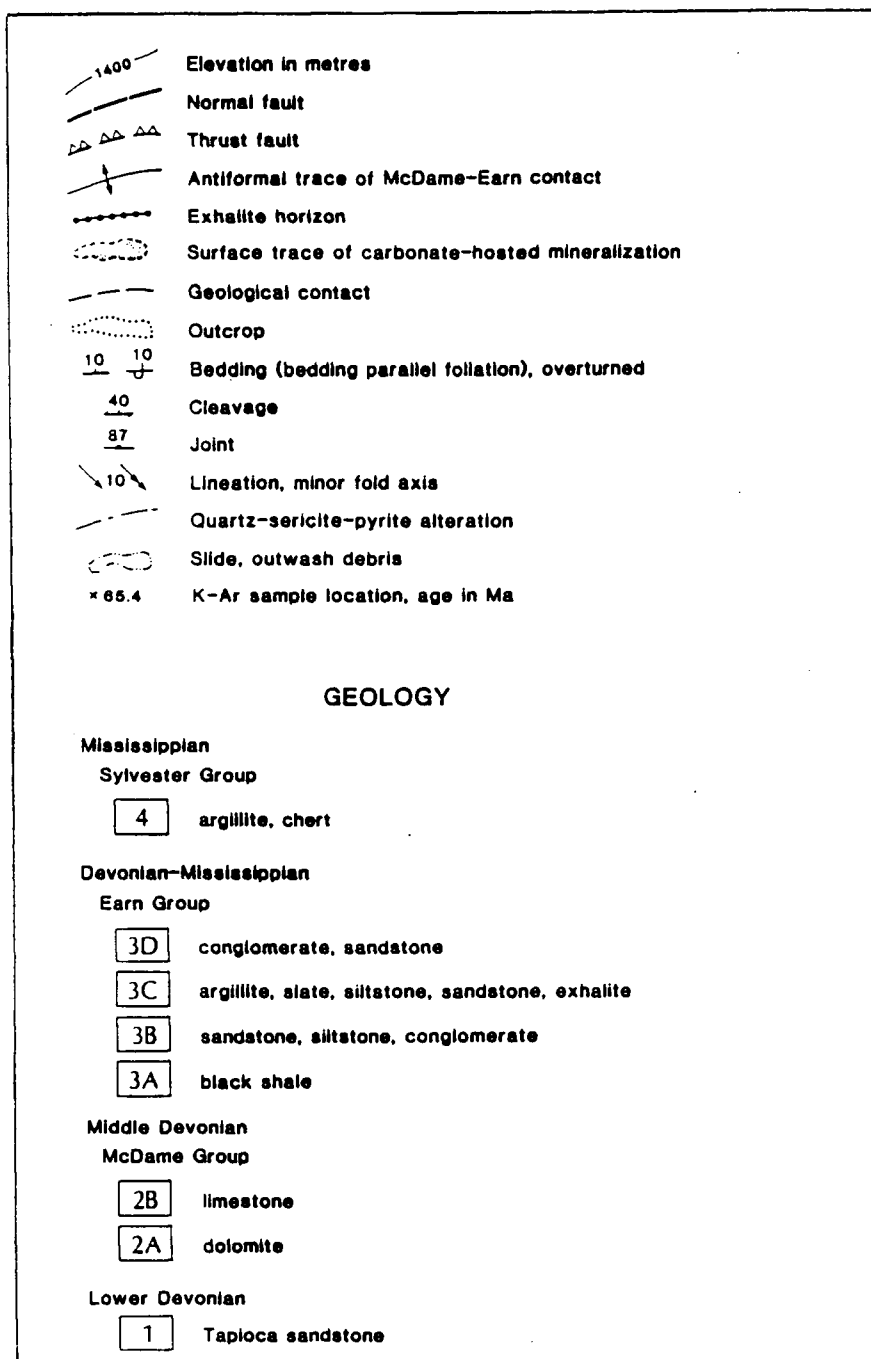 1400 Elevation in metres
Normal fault
Thrust fault
Antiformal trace of McDame-Earn contact
Exhalite horizon
Surface trace of carbonate-hosted mineralization
Geological contact
Outcrop
10 10 Bedding (bedding parallel foliation), overturned
40 Cleavage
87 Joint
10 Lineation, minor fold axis
Quartz-sericite-pyrite alteration
Slide, outwash debris
× 65.4 K-Ar sample location, age in Ma
GEOLOGY
Mississippian
Sylvester Group
4 argillite, chert
Devonian-Mississippian
Earn Group
3D conglomerate, sandstone
3C argillite, slate, siltstone, sandstone, exhalite
3B sandstone, siltstone, conglomerate
3A black shale
Middle Devonian
McDame Group
2B limestone
2A dolomite
Lower Devonian
1 Tapioca sandstone